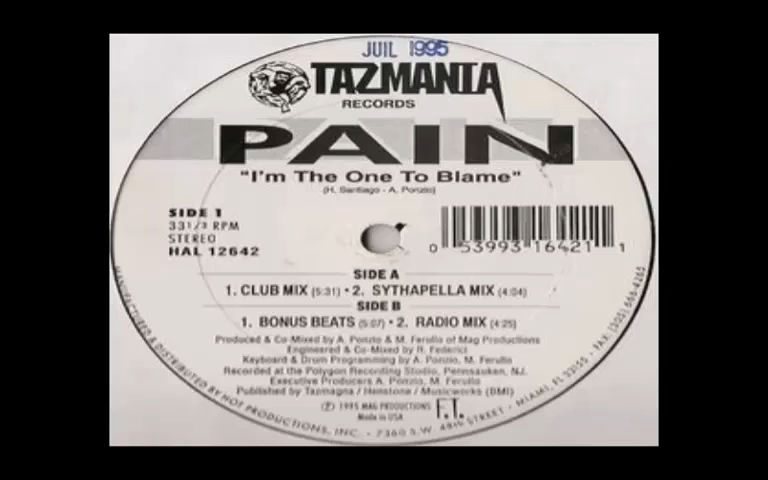 JUIL 1995
TAZMANIA
RECORDS
PAIN
"I'm The One To Blame"
(H. Santiago - A. Ponzio)
SIDE 1
33 1/3 RPM
STEREO
HAL 12642
0 53993 16421 1
SIDE A
1. CLUB MIX (5:31) • 2. SYTHAPELLA MIX (4:04)
SIDE B
1. BONUS BEATS (5:07) • 2. RADIO MIX (4:25)
Produced & Co-Mixed by A. Ponzio & M. Ferullo of Mag Productions
Engineered & Co-Mixed by R. Federici
Keyboard & Drum Programming by A. Ponzio, M. Ferullo
Recorded at the Polygon Recording Studio, Pennsauken, NJ.
Executive Producers A. Ponzio, M. Ferullo
Published by Tazmagna / Henstone / Musicworks (BMI)
℗ 1995 MAG PRODUCTIONS
Made in USA
F.T.
MANUFACTURED & DISTRIBUTED BY HOT PRODUCTIONS, INC. - 7360 S.W. 48th STREET - MIAMI, FL 33155 - FAX (305) 666-4265